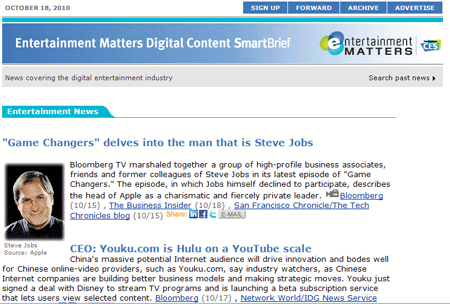 OCTOBER 18, 2010
SIGN UP FORWARD ARCHIVE ADVERTISE
Entertainment Matters Digital Content SmartBrief
entertainment
MATTERS
CES
News covering the digital entertainment industry
Search past news
Entertainment News
"Game Changers" delves into the man that is Steve Jobs
Bloomberg TV marshaled together a group of high-profile business associates,
friends and former colleagues of Steve Jobs in its latest episode of "Game
Changers." The episode, in which Jobs himself declined to participate, describes
the head of Apple as a charismatic and fiercely private leader. Bloomberg
(10/15) , The Business Insider (10/18) , San Francisco Chronicle/The Tech
Chronicles blog (10/15) Share: E-MAIL
Steve Jobs
Source: Apple
CEO: Youku.com is Hulu on a YouTube scale
China's massive potential Internet audience will drive innovation and bodes well
for Chinese online-video providers, such as Youku.com, say industry watchers, as Chinese
Internet companies are building better business models and making strategic moves. Youku just
signed a deal with Disney to stream TV programs and is launching a beta subscription service
that lets users view selected content. Bloomberg (10/17) , Network World/IDG News Service